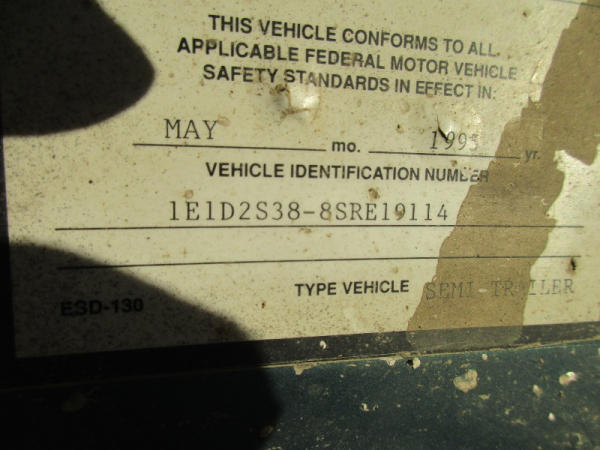 THIS VEHICLE CONFORMS TO ALL
APPLICABLE FEDERAL MOTOR VEHICLE
SAFETY STANDARDS IN EFFECT IN:
MAY mo. 1995 yr.
VEHICLE IDENTIFICATION NUMBER
1E1D2S38-8SRE19114
TYPE VEHICLE SEMI-TRAILER
ESD-130